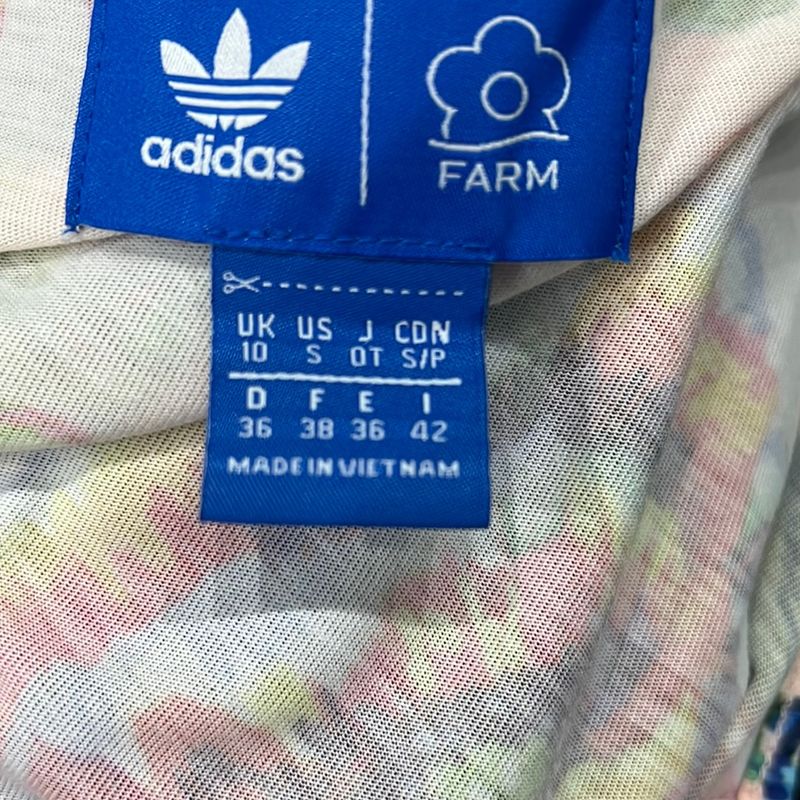 adidas
FARM
UK US J CDN
10 S OT S/P
D F E I
36 38 36 42
MADE IN VIETNAM